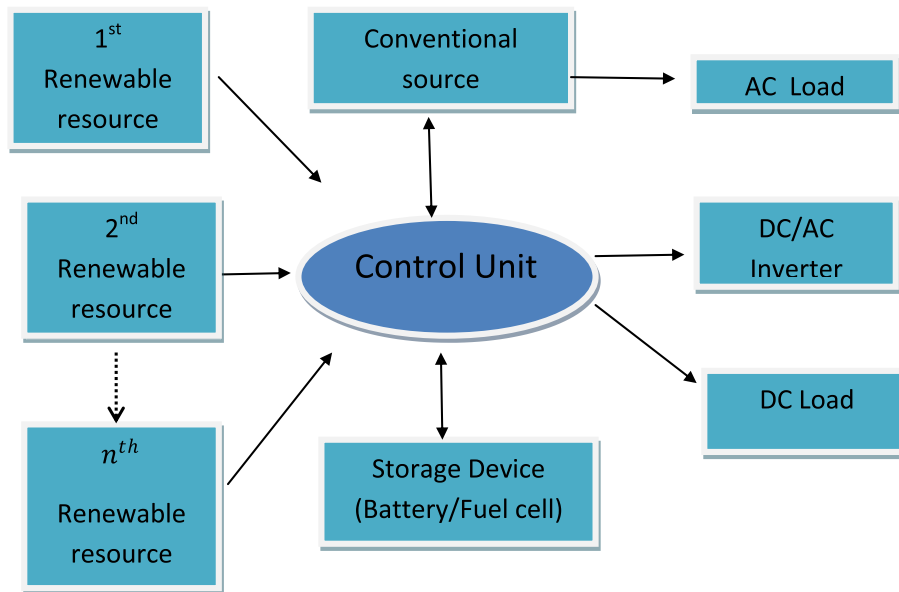 1st
Renewable
resource
Conventional
source
AC Load
2nd
Renewable
resource
Control Unit
DC/AC
Inverter
DC Load
nth
Renewable
resource
Storage Device
(Battery/Fuel cell)